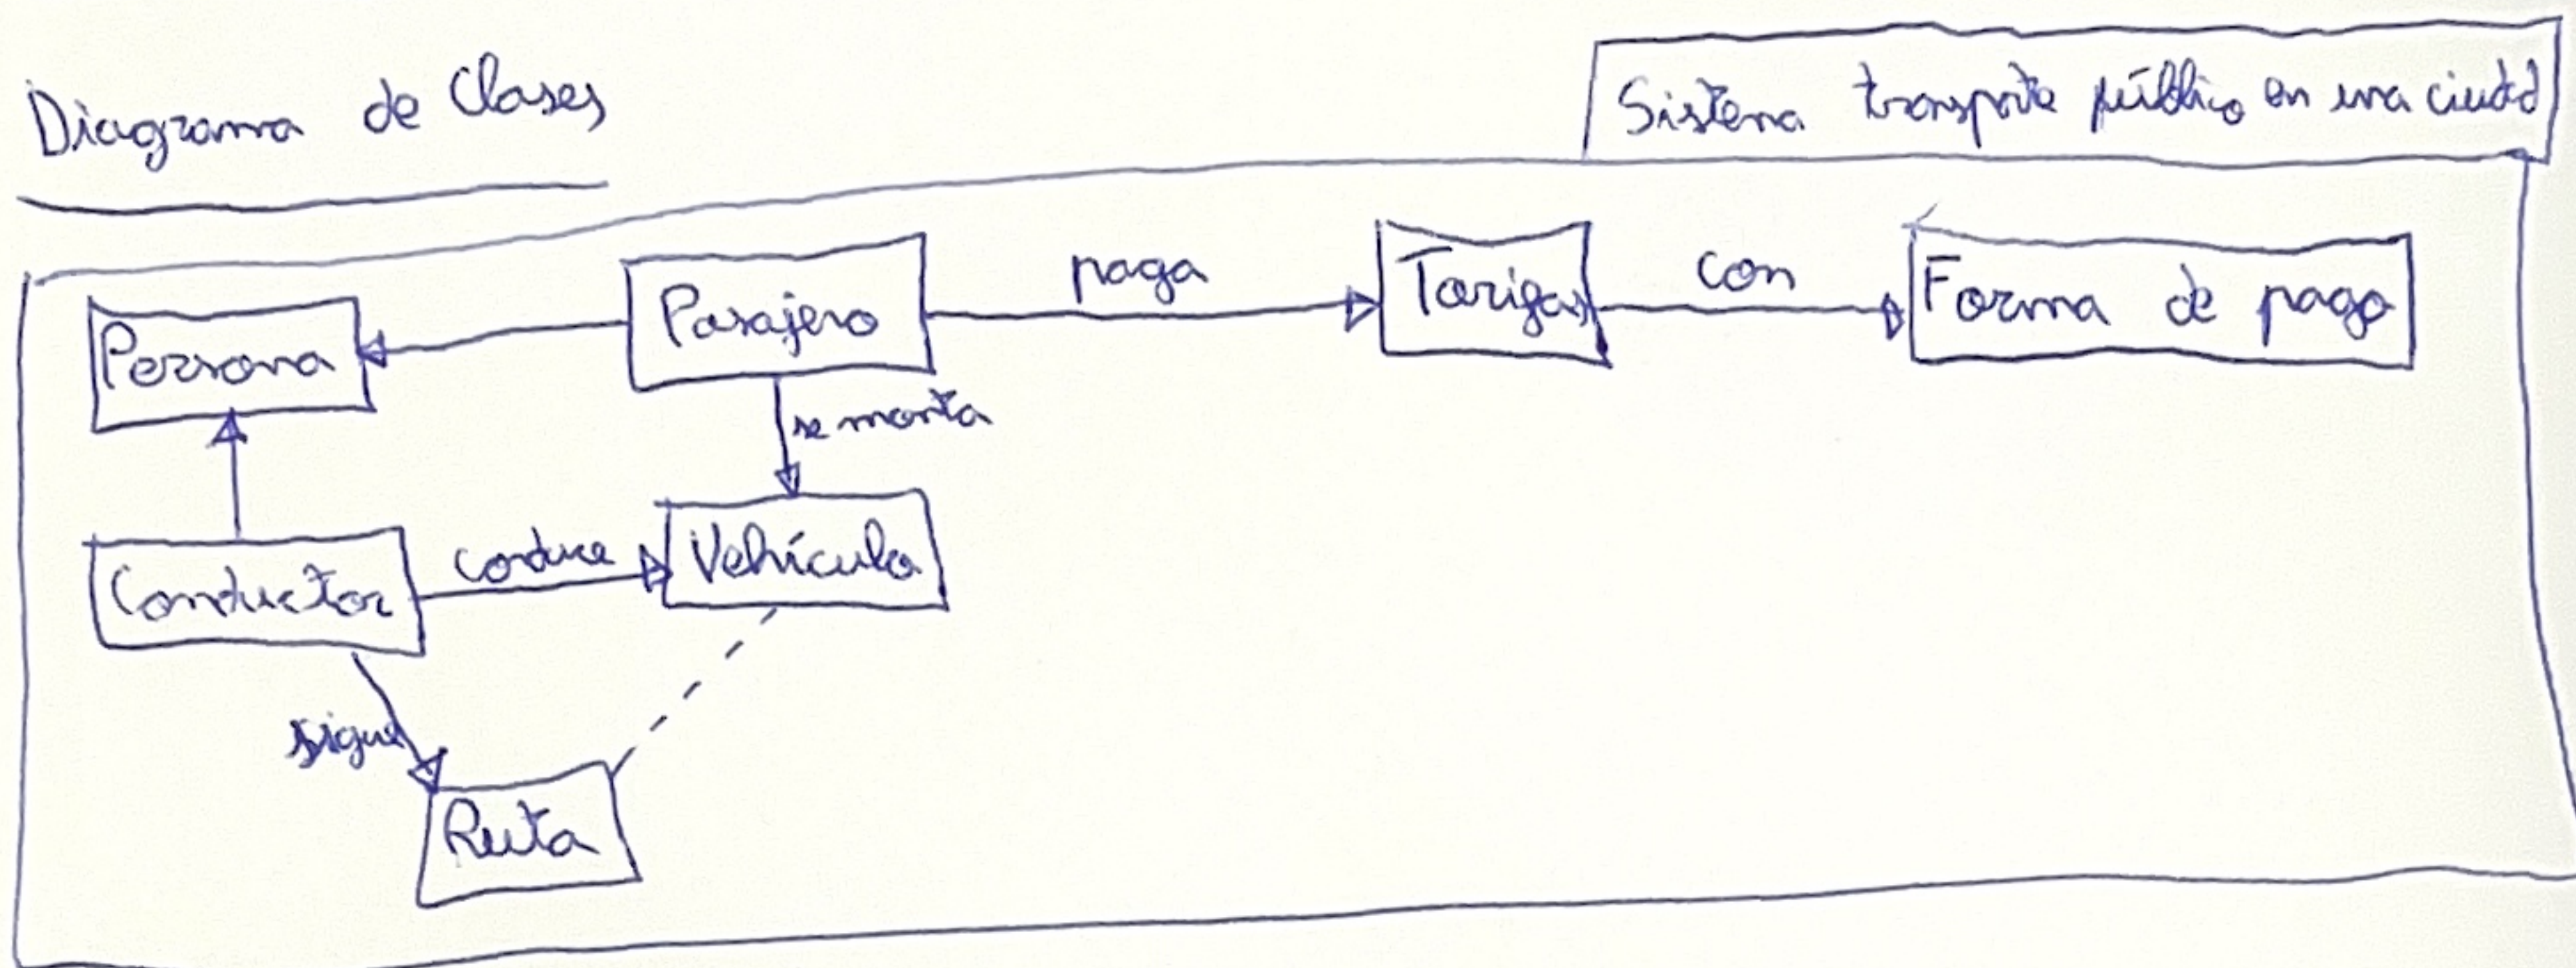 Diagrama de Clases
Sistema transporte público en una ciudad
Persona
Pasajero
paga
Tarifas
con
Forma de pago
se monta
Conductor
conduce
Vehículo
sigue
Ruta